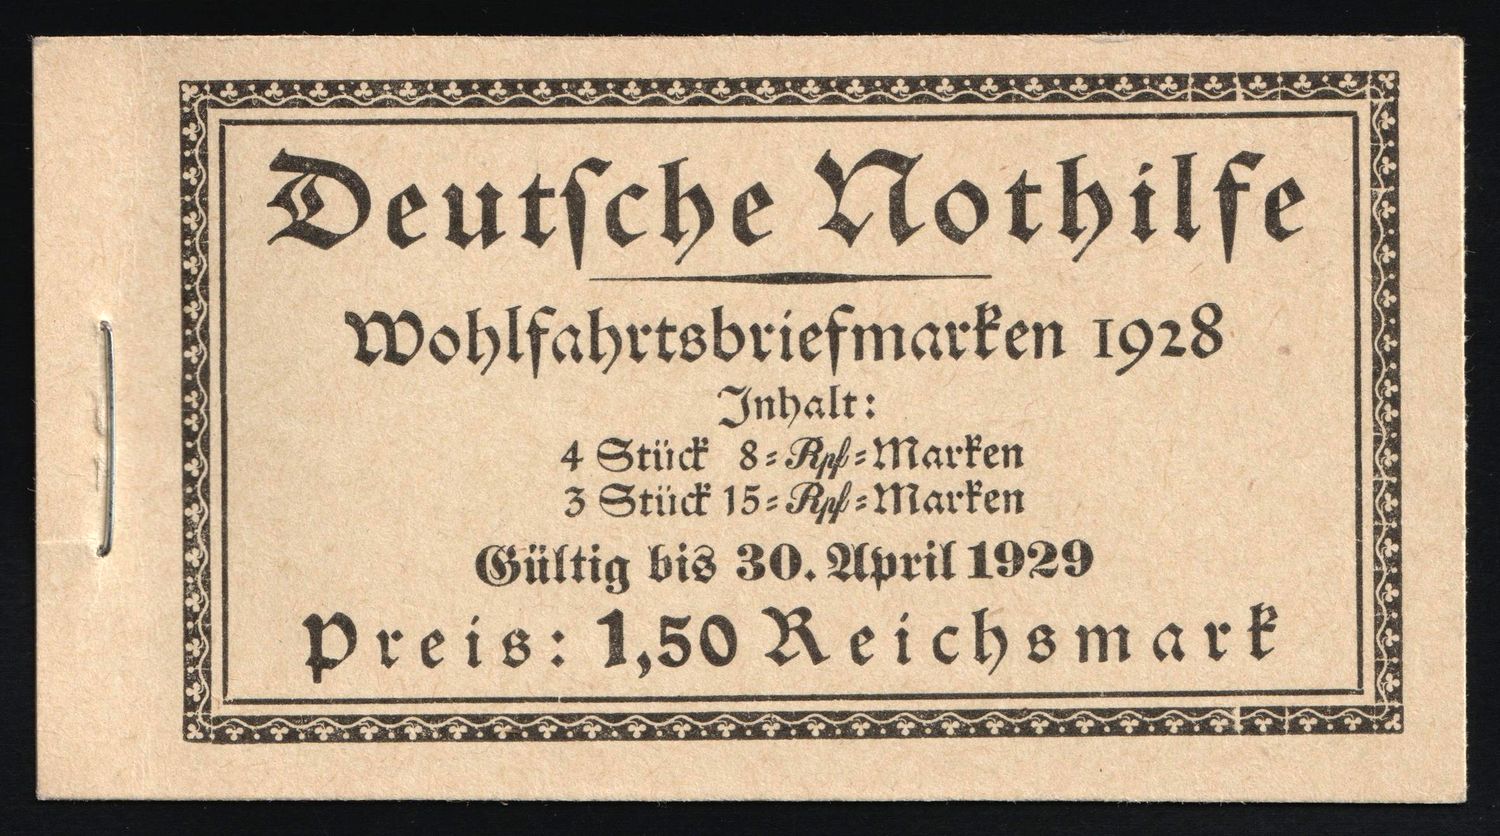 Deutsche Nothilfe
Wohlfahrtsbriefmarken 1928
Inhalt:
4 Stück 8=Rpf=Marken
3 Stück 15=Rpf=Marken
Gültig bis 30. April 1929
Preis: 1,50 Reichsmark